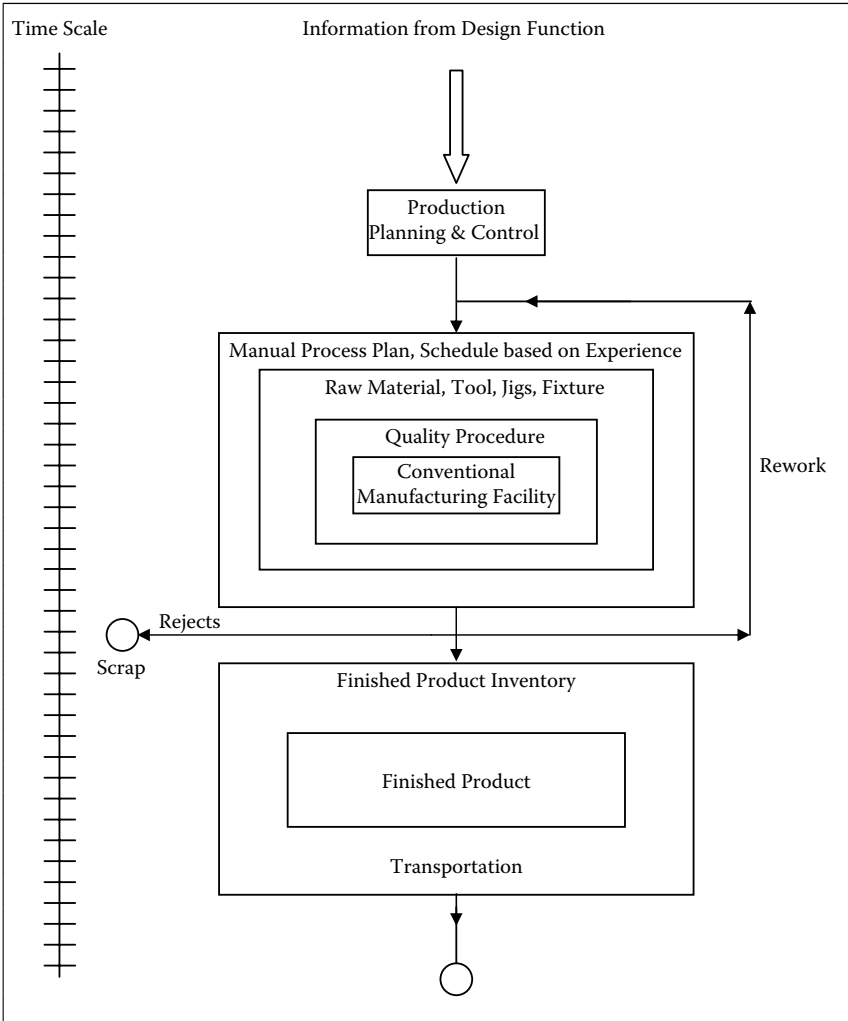 Time Scale
Information from Design Function
Production
Planning & Control
Manual Process Plan, Schedule based on Experience
Raw Material, Tool, Jigs, Fixture
Quality Procedure
Conventional
Manufacturing Facility
Rework
Rejects
Scrap
Finished Product Inventory
Finished Product
Transportation